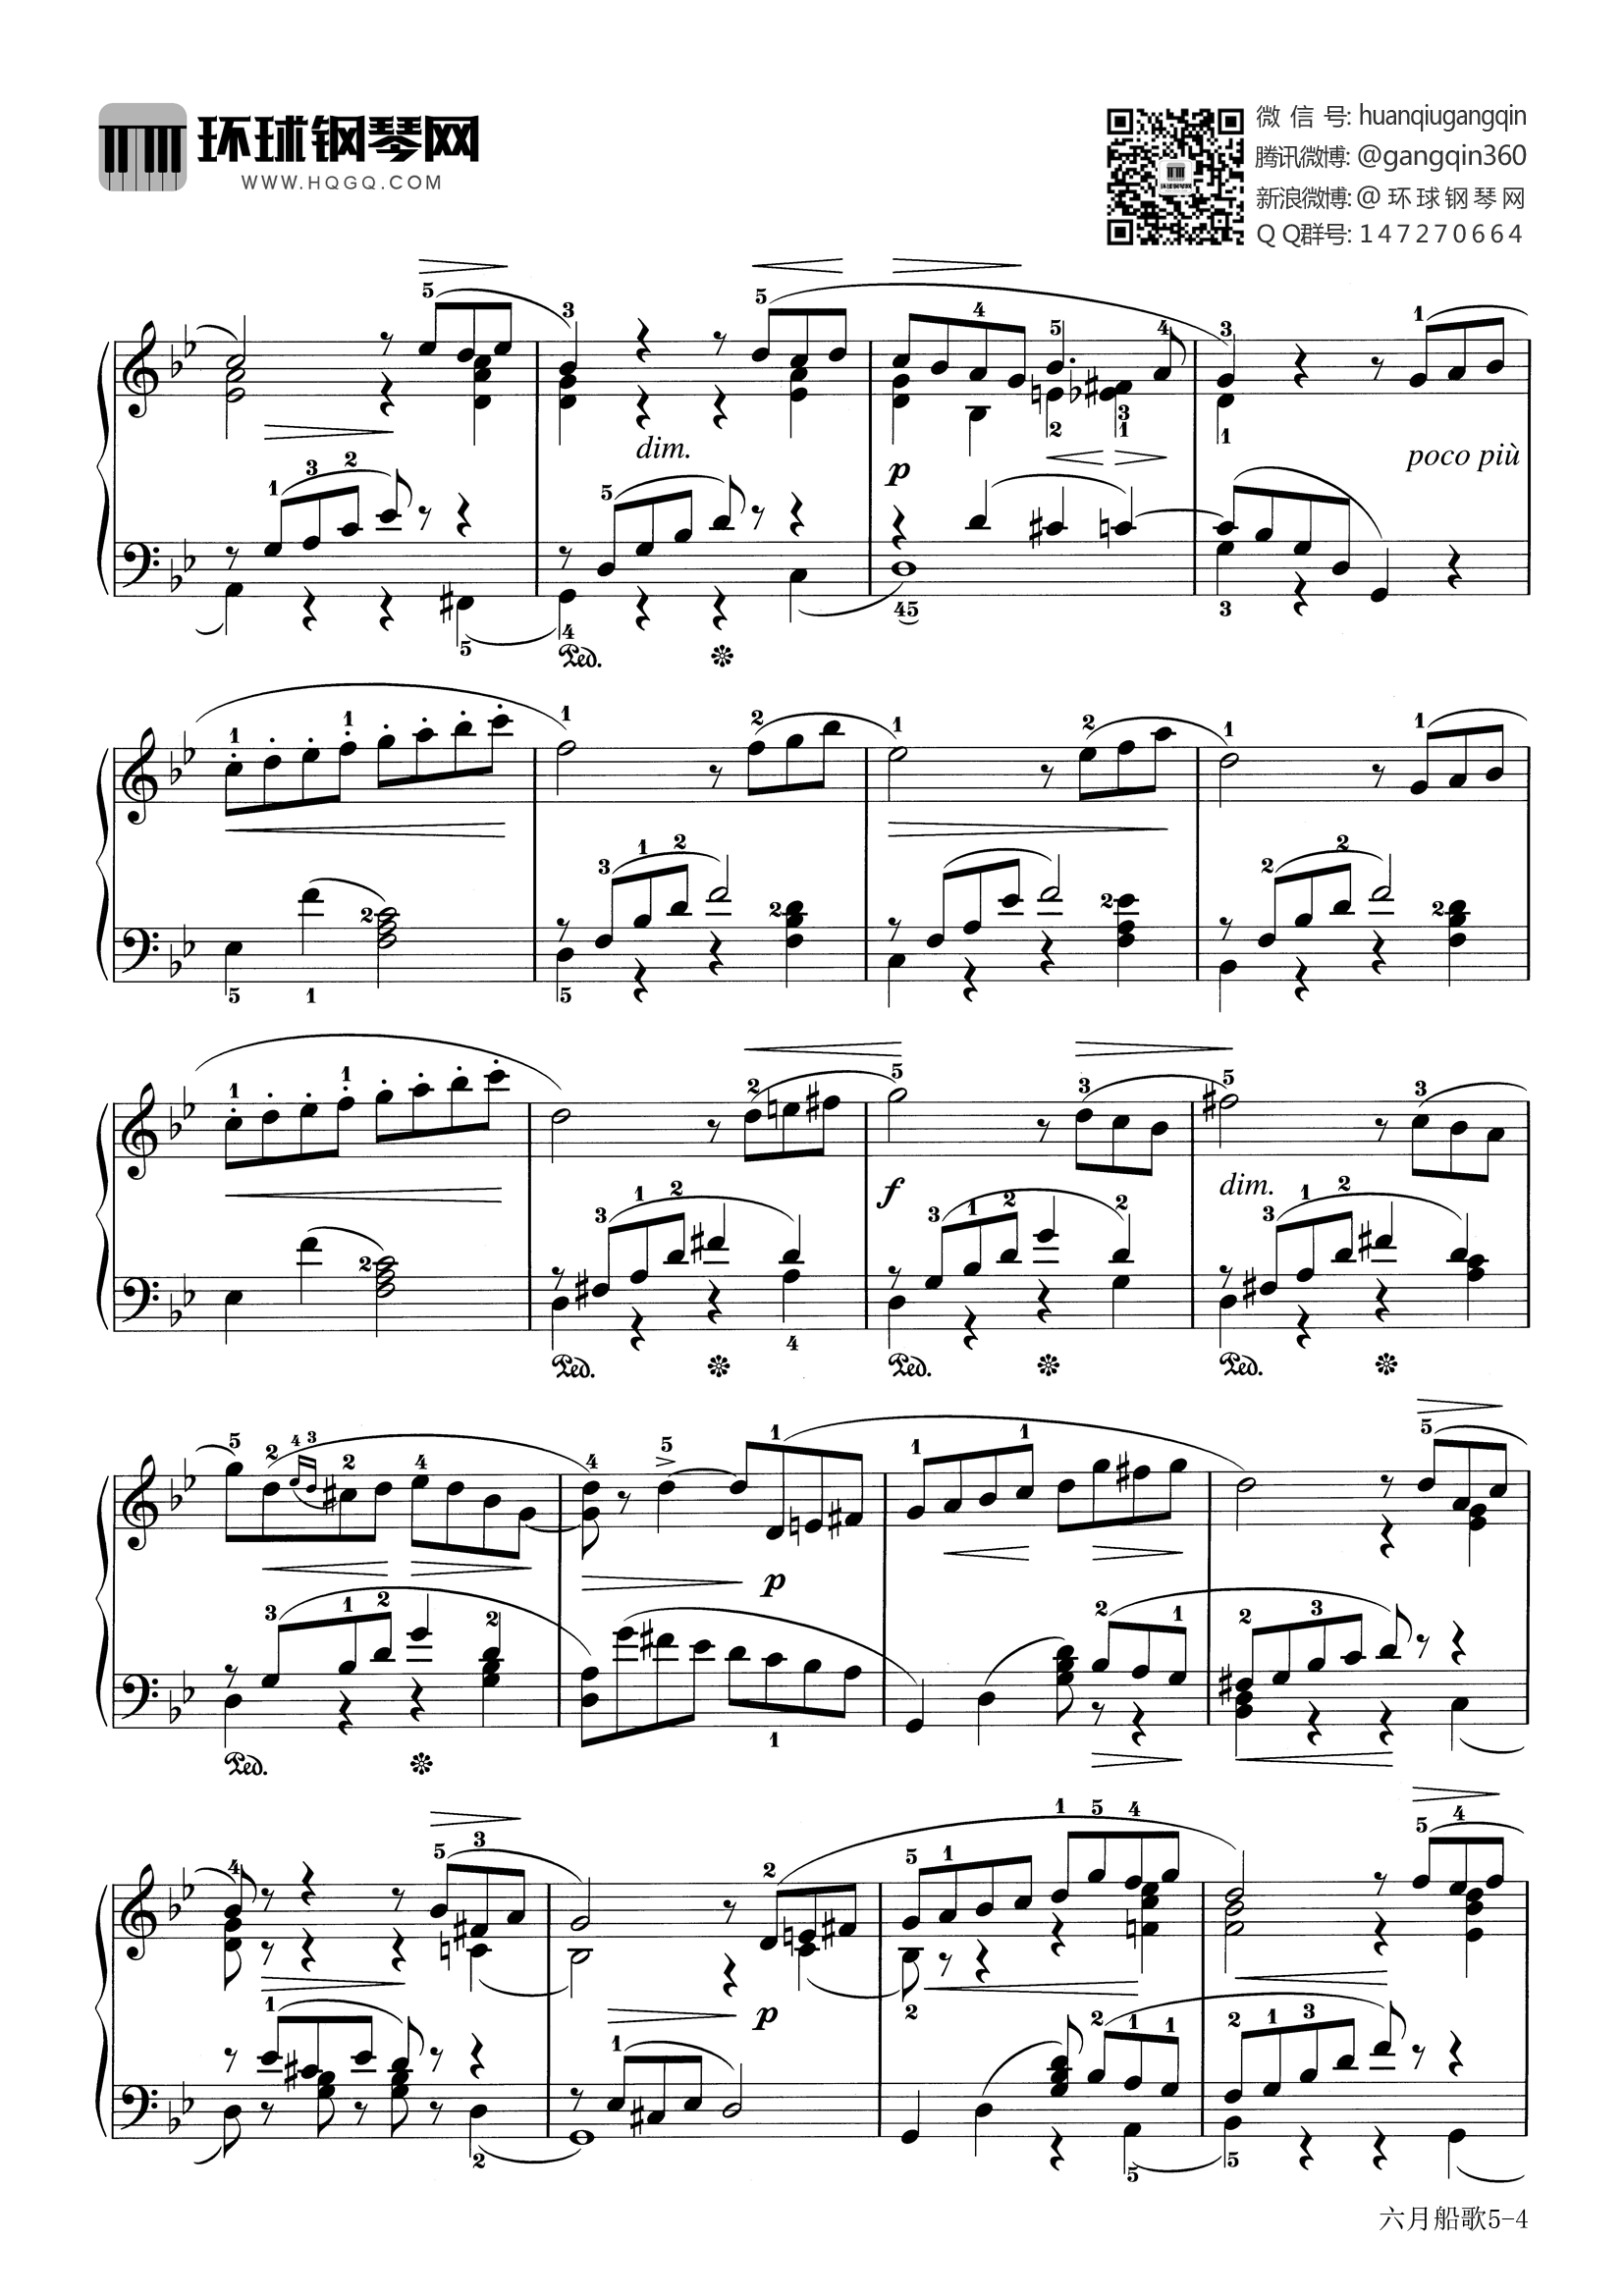 环球钢琴网
WWW.HQGQ.COM
微信号: huanqiugangqin
腾讯微博: @gangqin360
新浪微博: @环球钢琴网
QQ群号: 147270664
dim.
p
poco più
Ped.
f
dim.
Ped. Ped. Ped.
p
Ped.
p
六月船歌5-4